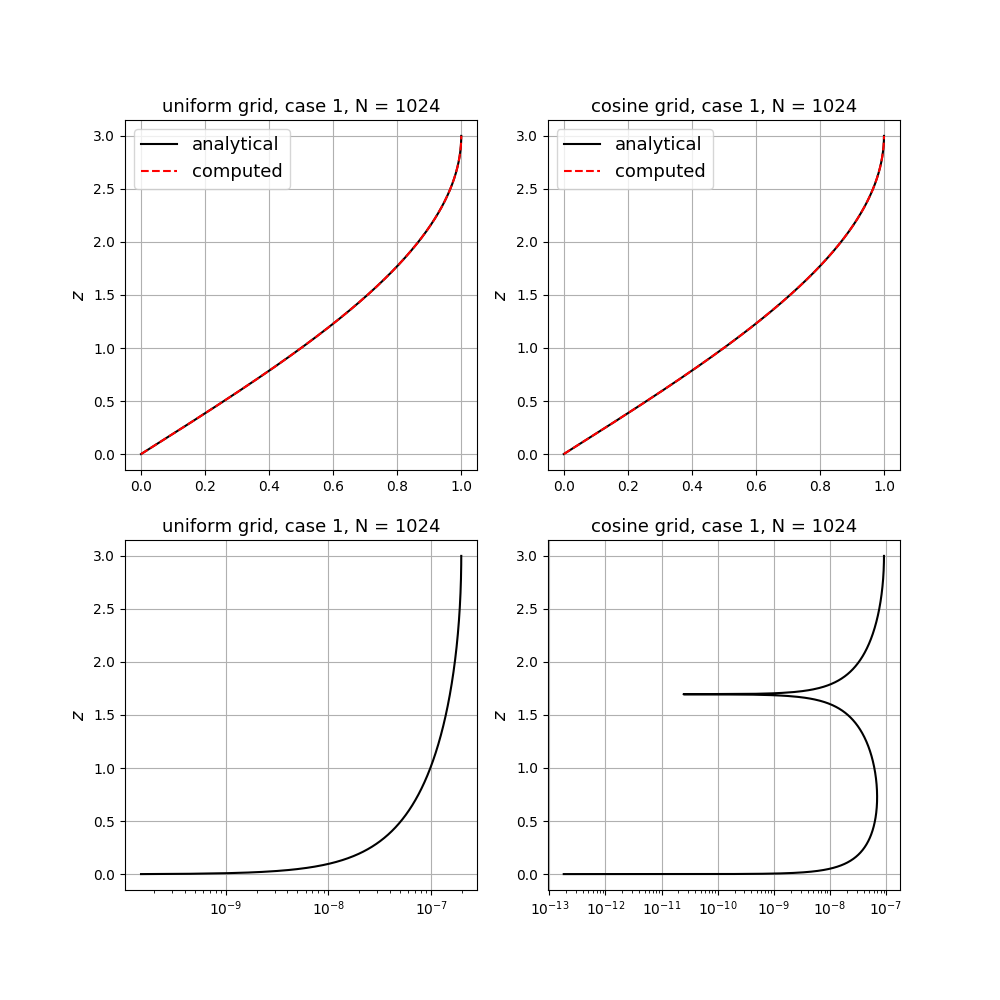 uniform grid, case 1, N = 1024
analytical
computed
3.0
2.5
2.0
1.5
1.0
0.5
0.0
z
0.0 0.2 0.4 0.6 0.8 1.0
cosine grid, case 1, N = 1024
analytical
computed
3.0
2.5
2.0
1.5
1.0
0.5
0.0
z
0.0 0.2 0.4 0.6 0.8 1.0
uniform grid, case 1, N = 1024
3.0
2.5
2.0
1.5
1.0
0.5
0.0
z
10⁻⁹ 10⁻⁸ 10⁻⁷
cosine grid, case 1, N = 1024
3.0
2.5
2.0
1.5
1.0
0.5
0.0
z
10⁻¹³ 10⁻¹² 10⁻¹¹ 10⁻¹⁰ 10⁻⁹ 10⁻⁸ 10⁻⁷